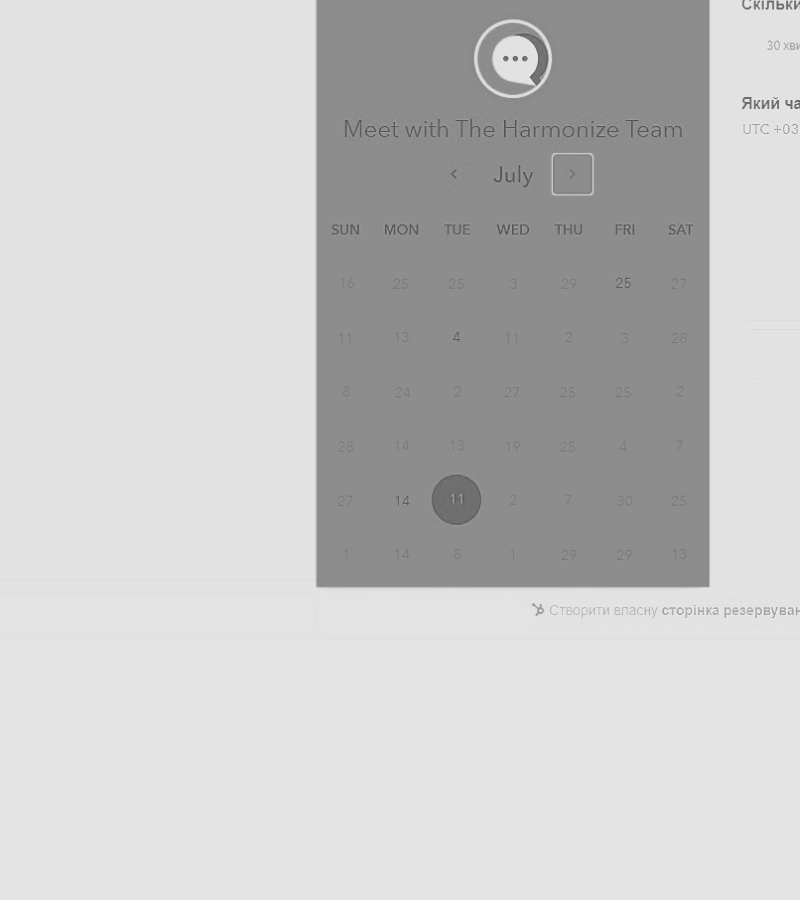 Скільки
30 хви
Meet with The Harmonize Team
Який ча
UTC +03
July
SUN MON TUE WED THU FRI SAT
16 25 25 3 29 25 27
11 13 4 11 2 3 28
8 24 2 27 25 25 2
28 14 13 19 25 4 7
27 14 11 2 7 30 25
1 14 8 1 29 29 13
Створити власну сторінка резервуван